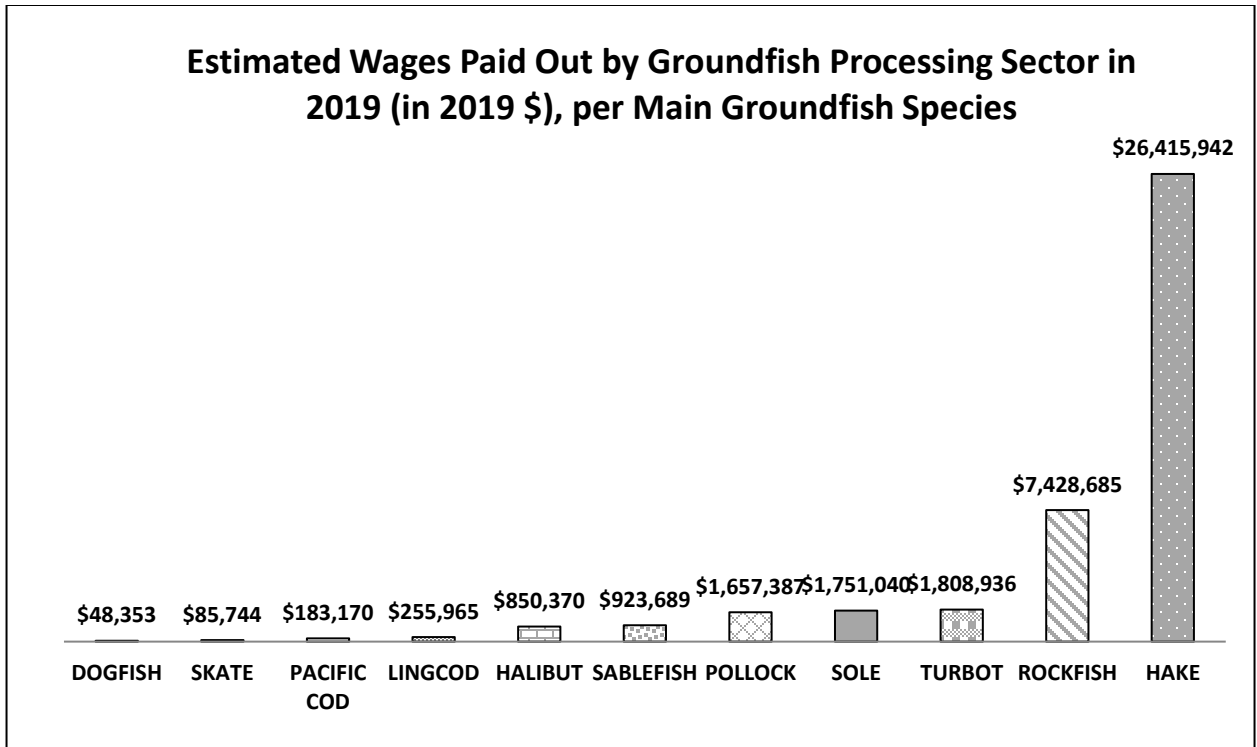 Estimated Wages Paid Out by Groundfish Processing Sector in
2019 (in 2019 $), per Main Groundfish Species
$26,415,942
$7,428,685
$48,353 $85,744 $183,170 $255,965 $850,370 $923,689 $1,657,387 $1,751,040 $1,808,936
DOGFISH SKATE PACIFIC LINGCOD HALIBUT SABLEFISH POLLOCK SOLE TURBOT ROCKFISH HAKE
COD